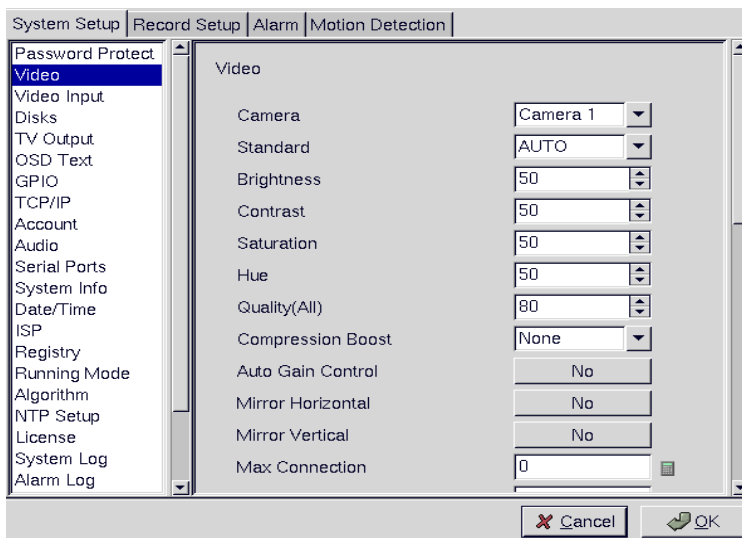 System Setup Record Setup Alarm Motion Detection
Password Protect
Video
Video Input
Disks
TV Output
OSD Text
GPIO
TCP/IP
Account
Audio
Serial Ports
System Info
Date/Time
ISP
Registry
Running Mode
Algorithm
NTP Setup
License
System Log
Alarm Log
Video
Camera Camera 1
Standard AUTO
Brightness 50
Contrast 50
Saturation 50
Hue 50
Quality(All) 80
Compression Boost None
Auto Gain Control No
Mirror Horizontal No
Mirror Vertical No
Max Connection 0
Cancel OK